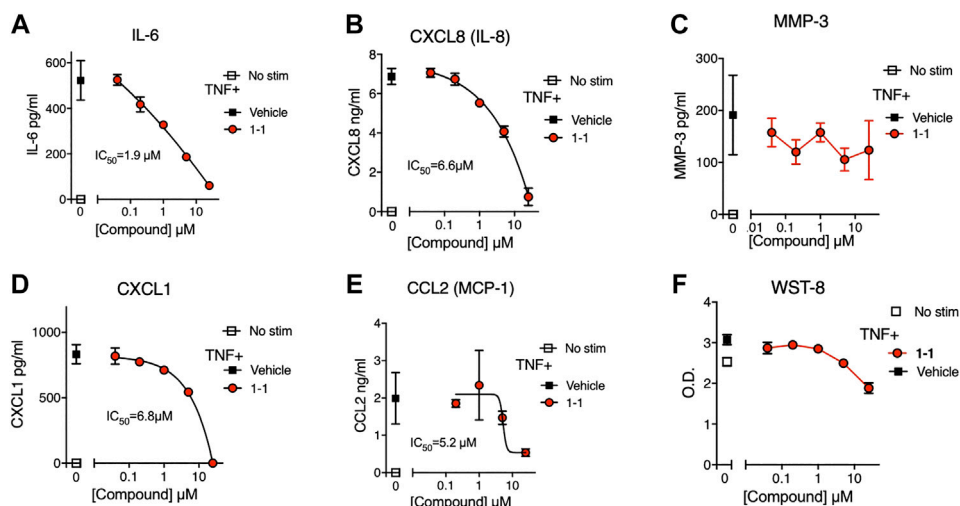 A
IL-6
600
400
200
0
IL-6 pg/ml
IC50=1.9 μM
0
0.1
1
10
[Compound] μM
No stim
TNF+
Vehicle
1-1
B
CXCL8 (IL-8)
8
6
4
2
0
CXCL8 ng/ml
IC50=6.6μM
0
0.1
1
10
[Compound] μM
No stim
TNF+
Vehicle
1-1
C
MMP-3
300
200
100
0
MMP-3 pg/ml
0
.01
0.1
1
10
[Compound] μM
No stim
TNF+
Vehicle
1-1
D
CXCL1
1000
500
0
CXCL1 pg/ml
IC50=6.8μM
0
0.1
1
10
[Compound] μM
No stim
TNF+
Vehicle
1-1
E
CCL2 (MCP-1)
4
3
2
1
0
CCL2 ng/ml
IC50=5.2 μM
0
0.1
1
10
[Compound] μM
No stim
TNF+
Vehicle
1-1
F
WST-8
3
2
1
0
O.D.
0
0.1
1
10
[Compound] μM
No stim
TNF+
1-1
Vehicle